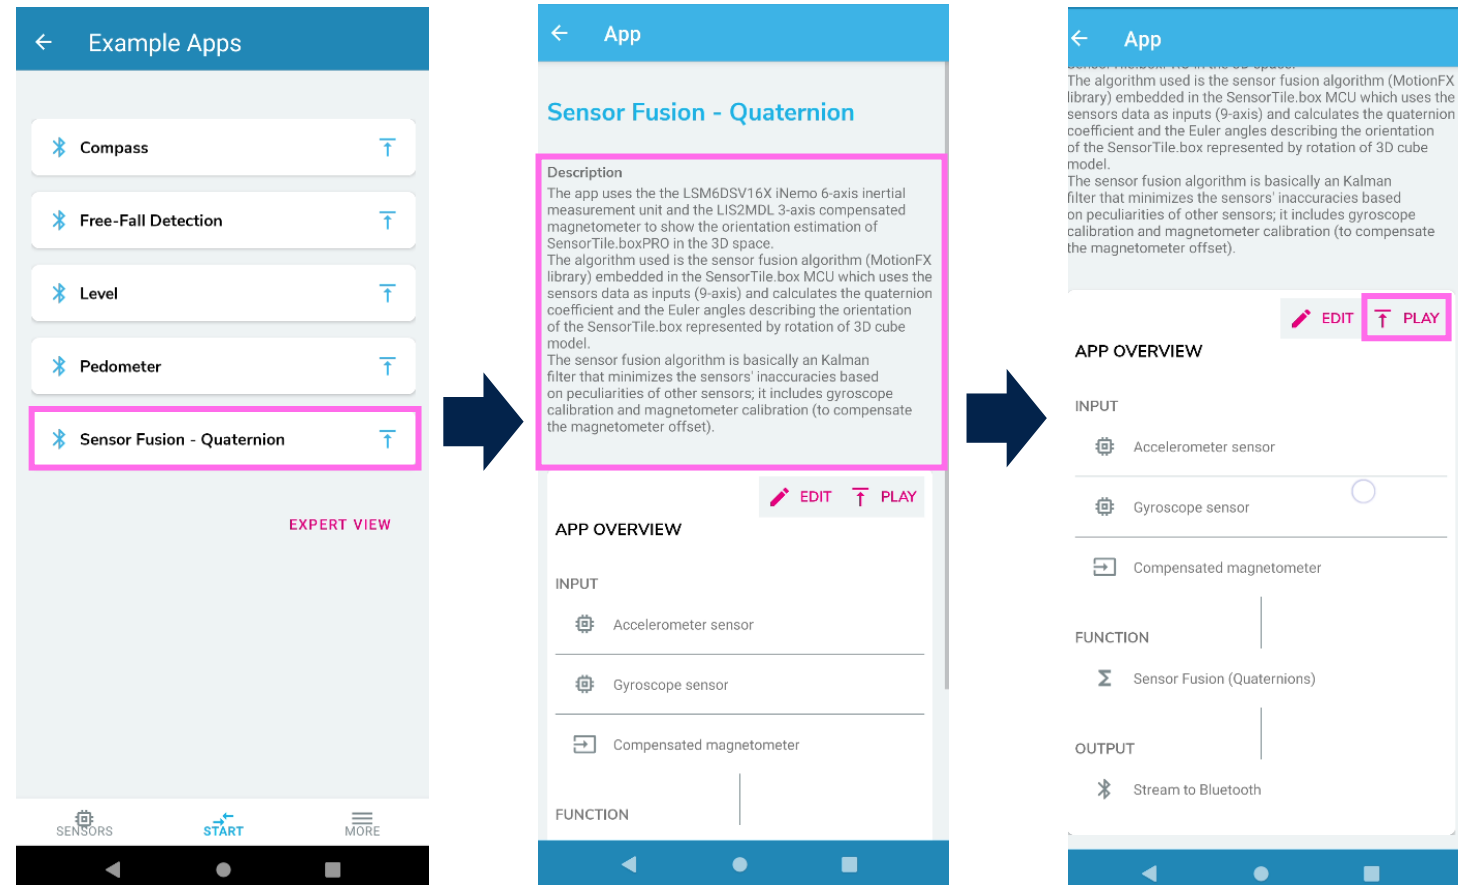 Example Apps
Compass
Free-Fall Detection
Level
Pedometer
Sensor Fusion - Quaternion
EXPERT VIEW
SENSORS
START
MORE
App
Sensor Fusion - Quaternion
Description
The app uses the the LSM6DSV16X iNemo 6-axis inertial
measurement unit and the LIS2MDL 3-axis compensated
magnetometer to show the orientation estimation of
SensorTile.boxPRO in the 3D space.
The algorithm used is the sensor fusion algorithm (MotionFX
library) embedded in the SensorTile.box MCU which uses the
sensors data as inputs (9-axis) and calculates the quaternion
coefficient and the Euler angles describing the orientation
of the SensorTile.box represented by rotation of 3D cube
model.
The sensor fusion algorithm is basically an Kalman
filter that minimizes the sensors' inaccuracies based
on peculiarities of other sensors; it includes gyroscope
calibration and magnetometer calibration (to compensate
the magnetometer offset).
EDIT
PLAY
APP OVERVIEW
INPUT
Accelerometer sensor
Gyroscope sensor
Compensated magnetometer
FUNCTION
App
SensorTile.boxPRO in the 3D space.
The algorithm used is the sensor fusion algorithm (MotionFX
library) embedded in the SensorTile.box MCU which uses the
sensors data as inputs (9-axis) and calculates the quaternion
coefficient and the Euler angles describing the orientation
of the SensorTile.box represented by rotation of 3D cube
model.
The sensor fusion algorithm is basically an Kalman
filter that minimizes the sensors' inaccuracies based
on peculiarities of other sensors; it includes gyroscope
calibration and magnetometer calibration (to compensate
the magnetometer offset).
EDIT
PLAY
APP OVERVIEW
INPUT
Accelerometer sensor
Gyroscope sensor
Compensated magnetometer
FUNCTION
Sensor Fusion (Quaternions)
OUTPUT
Stream to Bluetooth